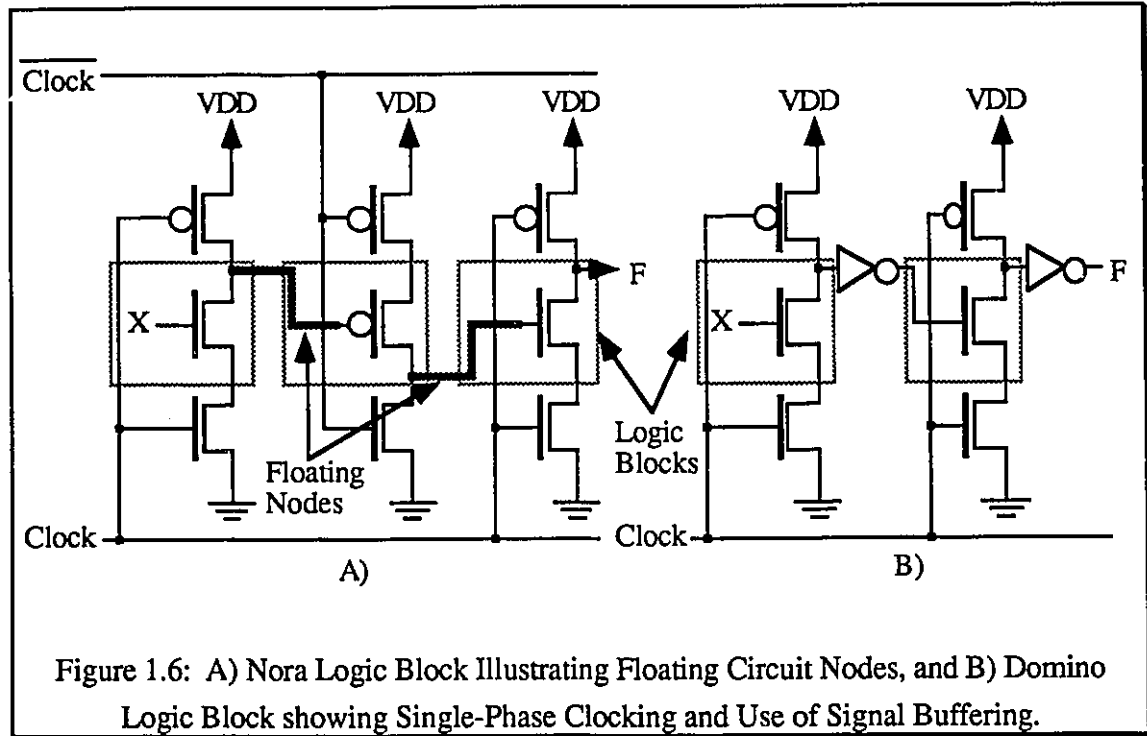 Clock
VDD
VDD
VDD
VDD
VDD
F
F
X
X
Floating
Nodes
Logic
Blocks
Clock
Clock
A)
B)
Figure 1.6: A) Nora Logic Block Illustrating Floating Circuit Nodes, and B) Domino
Logic Block showing Single-Phase Clocking and Use of Signal Buffering.